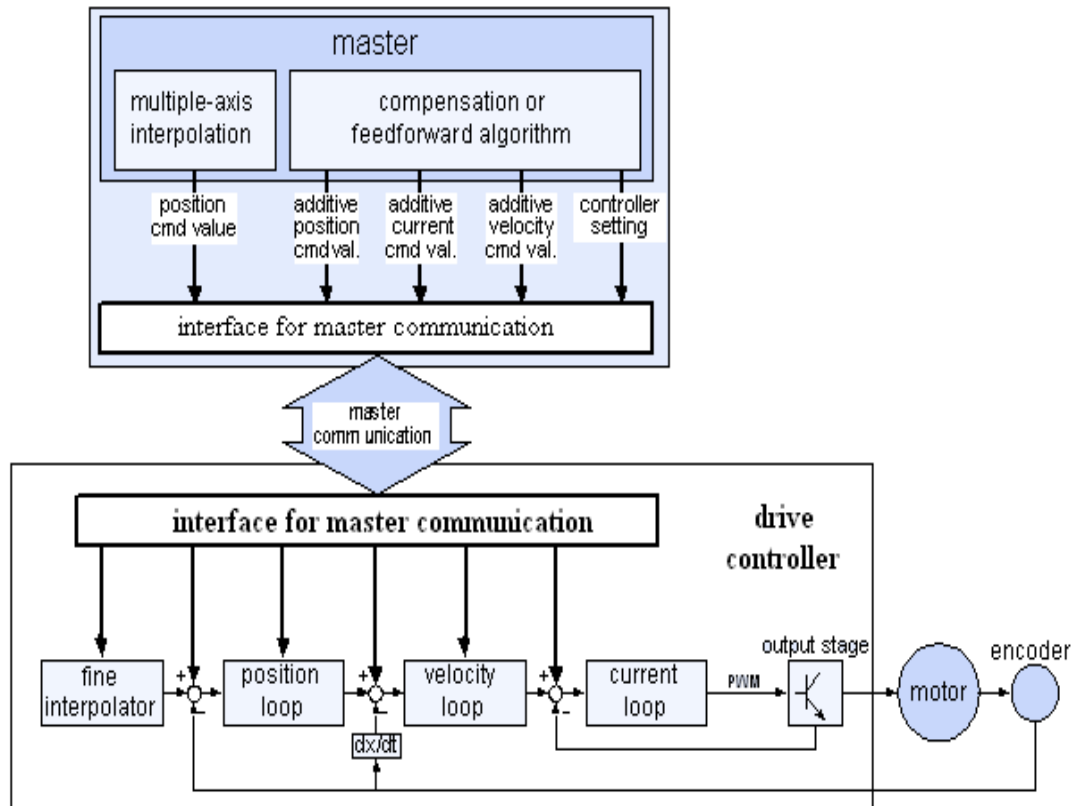 master
multiple-axis
interpolation
compensation or
feedforward algorithm
position
cmd value
additive
position
cmd val.
additive
current
cmd val.
additive
velocity
cmd val.
controller
setting
interface for master communication
master
comm unication
interface for master communication
drive
controller
fine
interpolator
+
−
position
loop
+
−
velocity
loop
+
-
current
loop
PWM
output stage
motor
encoder
dx/dt